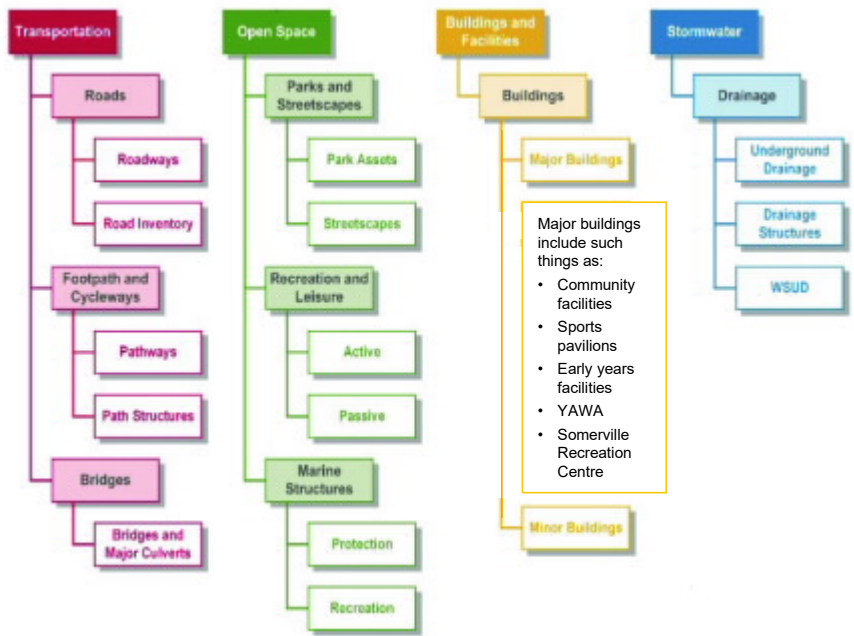 Transportation
Roads
Roadways
Road Inventory
Footpath and
Cycleways
Pathways
Path Structures
Bridges
Bridges and
Major Culverts
Open Space
Parks and
Streetscapes
Park Assets
Streetscapes
Recreation and
Leisure
Active
Passive
Marine
Structures
Protection
Recreation
Buildings and
Facilities
Buildings
Major Buildings
Major buildings
include such
things as:
• Community
facilities
• Sports
pavilions
• Early years
facilities
• YAWA
• Somerville
Recreation
Centre
Minor Buildings
Stormwater
Drainage
Underground
Drainage
Drainage
Structures
WSUD